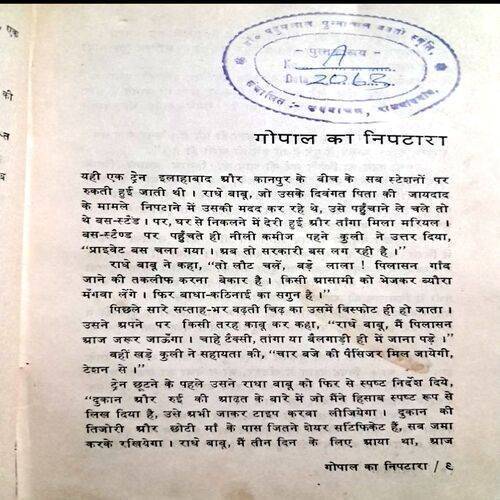 पुस्तकालय
A
Date 2063
गोपाल का निपटारा
यही एक ट्रेन इलाहाबाद और कानपुर के बीच के सब स्टेशनों पर
रुकती हुई जाती थी । राधे बाबू, जो उसके दिवंगत पिता की जायदाद
के मामले निपटाने में उसकी मदद कर रहे थे, उसे पहुँचाने ले चले तो
थे बस-स्टैंड । पर, घर से निकलने में देरी हुई और तांगा मिला मरियल ।
बस-स्टैण्ड पर पहुँचते ही नीली कमीज पहने कुली ने उत्तर दिया,
“प्राइवेट बस चला गया । अब तो सरकारी बस लग रही है ।”
राधे बाबू ने कहा, “तो लौट चलें, बड़े लाला ! पिलासन गाँव
जाने की तकलीफ करना बेकार है । किसी आसामी को भेजकर ब्यौरा
मँगवा लेंगे । फिर बाधा-कठिनाई का सगुन है ।”
पिछले सारे सप्ताह-भर बढ़ती चिढ़ का उसमें विस्फोट ही हो जाता ।
उसने अपने पर किसी तरह काबू कर कहा, “राधे बाबू, मैं पिलासन
आज जरूर जाऊँगा । चाहे टैक्सी, तांगा या बैलगाड़ी ही में जाना पड़े ।”
वहीं खड़े कुली ने सहायता की, “चार बजे की पैसिंजर मिल जायेगी,
टेशन से ।”
ट्रेन छूटने के पहले उसने राधा बाबू को फिर से स्पष्ट निर्देश दिये,
“दुकान और रुई की आढ़त के बारे में जो मैंने हिसाब स्पष्ट रूप से
लिख दिया है, उसे अभी जाकर टाइप करवा लीजियेगा । दुकान की
तिजोरी और छोटी माँ के पास जितने शेयर सर्टिफिकेट हैं, सब जमा
करके रखियेगा । राधे बाबू, मैं तीन दिन के लिए आया था, आज
गोपाल का निपटारा / ९